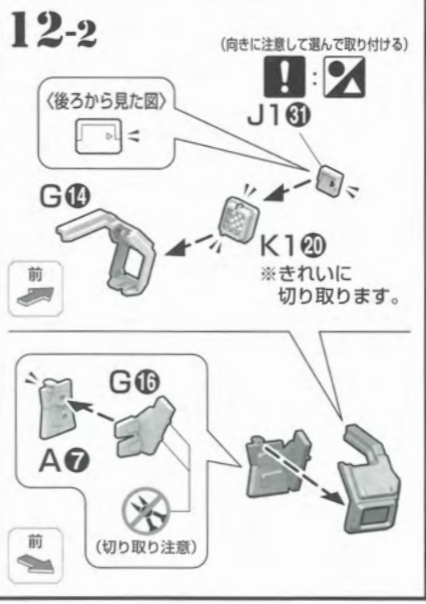 12-2
(向きに注意して選んで取り付ける)
! :
〈後ろから見た図〉
J1㉛
G⑭
K1⑳
※きれいに
切り取ります。
前
G⑯
A❼
(切り取り注意)
前